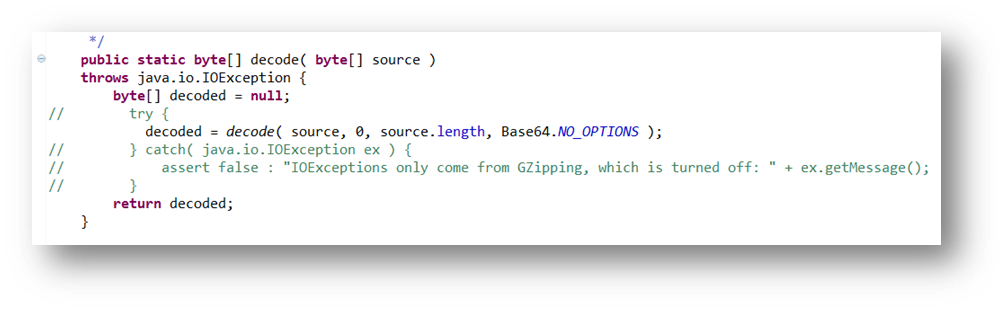 */
public static byte[] decode( byte[] source )
throws java.io.IOException {
byte[] decoded = null;
// try {
decoded = decode( source, 0, source.length, Base64.NO_OPTIONS );
// } catch( java.io.IOException ex ) {
// assert false : "IOExceptions only come from GZipping, which is turned off: " + ex.getMessage();
// }
return decoded;
}